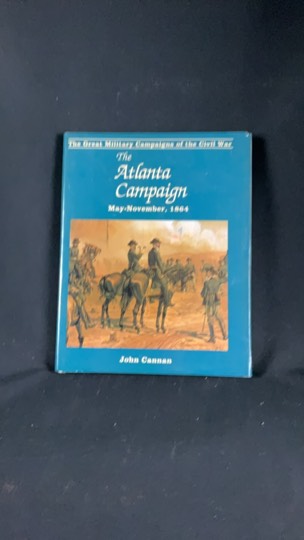 The Great Military Campaigns of the Civil War
The
Atlanta
Campaign
May-November, 1864
John Cannan